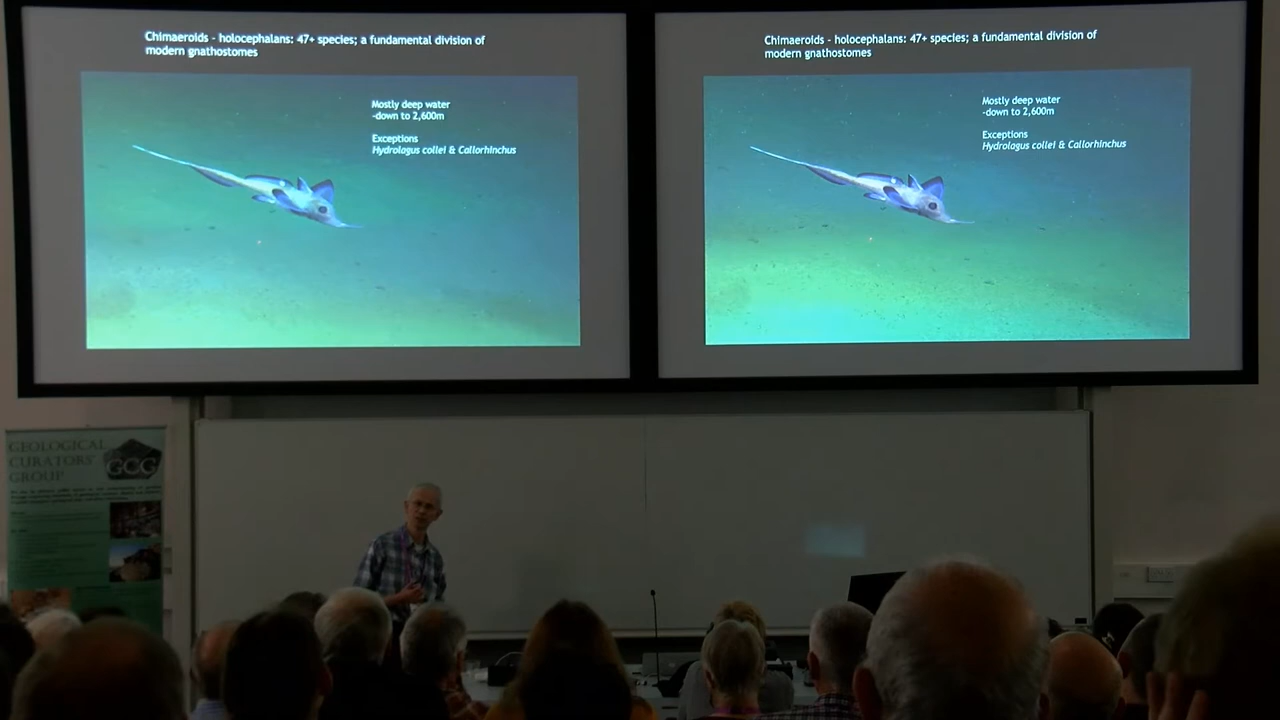 Chimaeroids - holocephalans: 47+ species; a fundamental division of
modern gnathostomes
Mostly deep water
-down to 2,600m
Exceptions
Hydrolagus collei & Callorhinchus
Chimaeroids - holocephalans: 47+ species; a fundamental division of
modern gnathostomes
Mostly deep water
-down to 2,600m
Exceptions
Hydrolagus collei & Callorhinchus
GEOLOGICAL
CURATORS'
GROUP
GCG